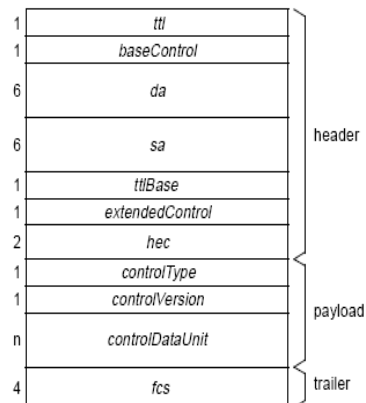 1 ttl
1 baseControl
6 da
6 sa
header
1 ttlBase
1 extendedControl
2 hec
1 controlType
1 controlVersion
payload
n controlDataUnit
4 fcs
trailer